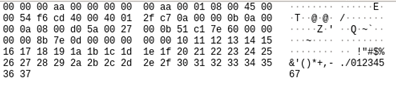 00 00 00 aa 00 00 00 00 00 aa 00 01 08 00 45 00 ········ ······E·
00 54 f6 cd 40 00 40 01 2f c7 0a 00 00 0b 0a 00 ·T··@·@· /·······
00 0a 08 00 d5 5a 00 27 00 0b 51 c1 7e 60 00 00 ·····Z·' ··Q·~`··
00 00 8b 7e 0d 00 00 00 00 00 10 11 12 13 14 15 ···~···· ········
16 17 18 19 1a 1b 1c 1d 1e 1f 20 21 22 23 24 25 ········ ·· !"#$%
26 27 28 29 2a 2b 2c 2d 2e 2f 30 31 32 33 34 35 &'()*+,- ./012345
36 37 67